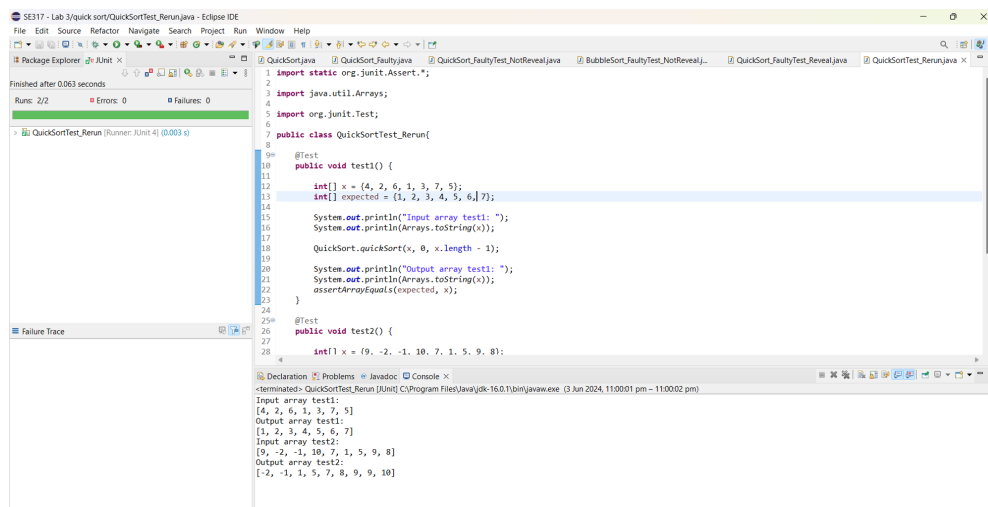 SE317 - Lab 3/quick sort/QuickSortTest_Rerun.java - Eclipse IDE
File Edit Source Refactor Navigate Search Project Run Window Help
Package Explorer JUnit
QuickSort.java QuickSort_Faulty.java QuickSort_FaultyTest_NotReveal.java BubbleSort_FaultyTest_NotReveal.j... QuickSort_FaultyTest_Reveal.java QuickSortTest_Rerun.java
Finished after 0.063 seconds
Runs: 2/2 Errors: 0 Failures: 0
QuickSortTest_Rerun [Runner: JUnit 4] (0.003 s)
Failure Trace
1 import static org.junit.Assert.*;
2
3 import java.util.Arrays;
4
5 import org.junit.Test;
6
7 public class QuickSortTest_Rerun{
8
9 @Test
10 public void test1() {
11
12 int[] x = {4, 2, 6, 1, 3, 7, 5};
13 int[] expected = {1, 2, 3, 4, 5, 6, 7};
14
15 System.out.println("Input array test1: ");
16 System.out.println(Arrays.toString(x));
17
18 QuickSort.quickSort(x, 0, x.length - 1);
19
20 System.out.println("Output array test1: ");
21 System.out.println(Arrays.toString(x));
22 assertArrayEquals(expected, x);
23 }
24
25 @Test
26 public void test2() {
27
28 int[] x = {9, -2, -1, 10, 7, 1, 5, 9, 8};
Declaration Problems Javadoc Console
<terminated> QuickSortTest_Rerun [JUnit] C:\Program Files\Java\jdk-16.0.1\bin\javaw.exe (3 Jun 2024, 11:00:01 pm – 11:00:02 pm)
Input array test1:
[4, 2, 6, 1, 3, 7, 5]
Output array test1:
[1, 2, 3, 4, 5, 6, 7]
Input array test2:
[9, -2, -1, 10, 7, 1, 5, 9, 8]
Output array test2:
[-2, -1, 1, 5, 7, 8, 9, 9, 10]